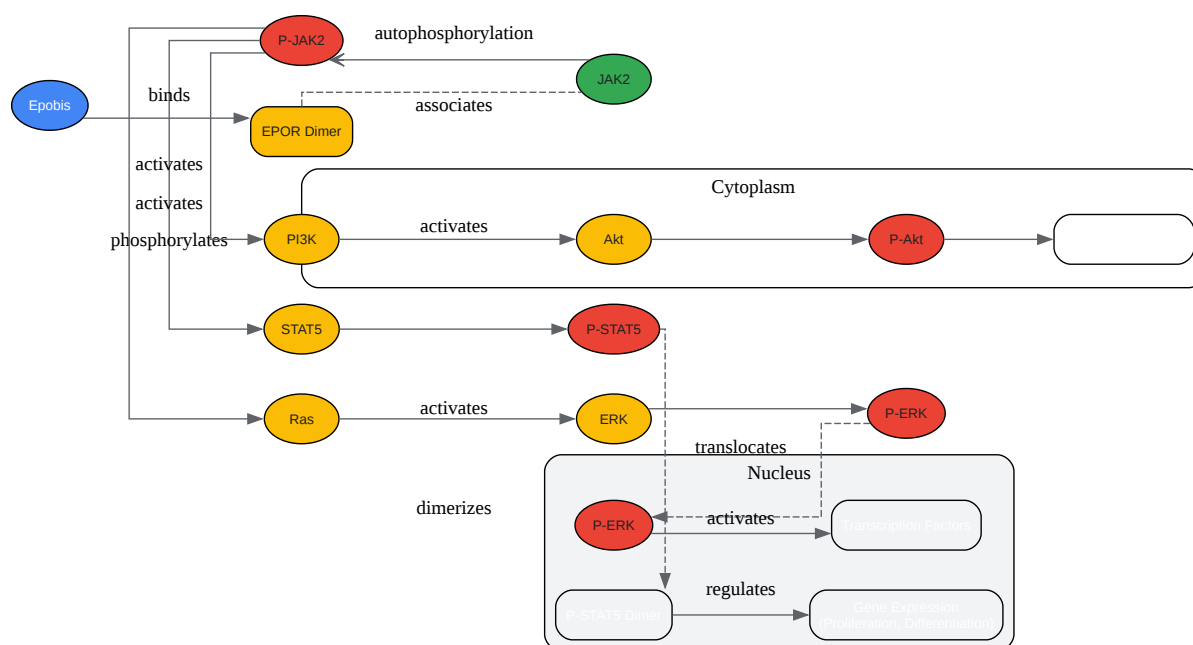 P-JAK2
autophosphorylation
JAK2
Epobis
binds
associates
EPOR Dimer
activates
Cytoplasm
activates
phosphorylates
PI3K
activates
Akt
P-Akt
STAT5
P-STAT5
Ras
activates
ERK
P-ERK
translocates
Nucleus
dimerizes
P-ERK
activates
Transcription Factors
P-STAT5 Dimer
regulates
Gene Expression
(Proliferation, Differentiation)